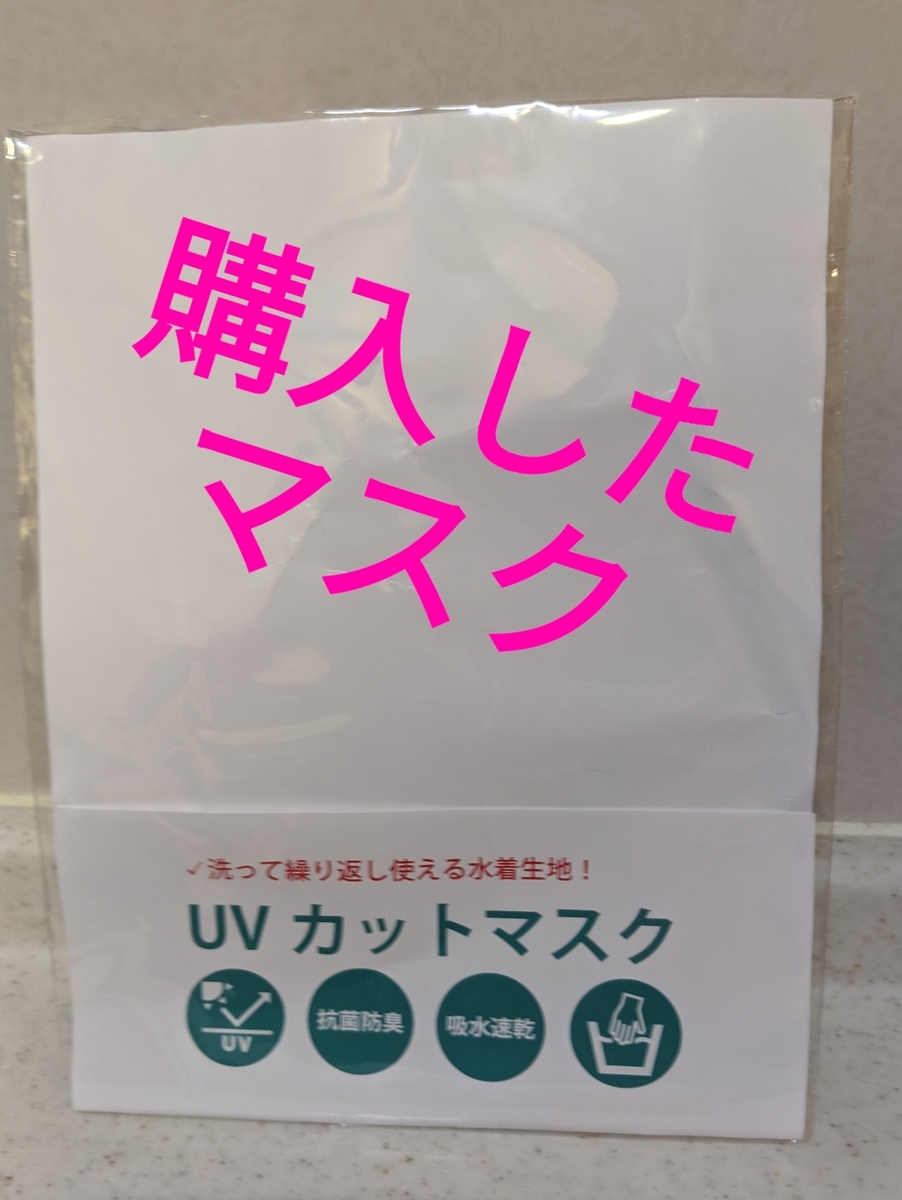 購入した
マスク
✓洗って繰り返し使える水着生地!
UV カットマスク
UV
抗菌防臭
吸水速乾